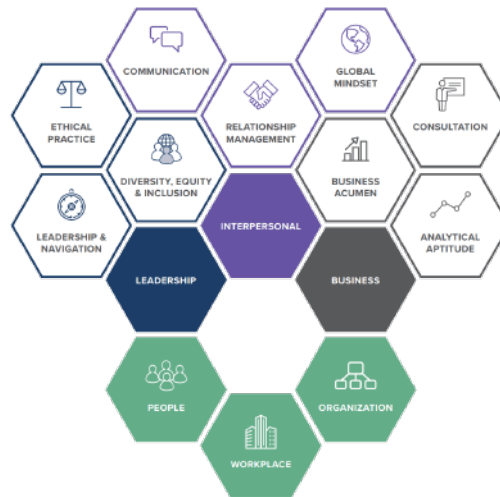 COMMUNICATION
GLOBAL
MINDSET
ETHICAL
PRACTICE
RELATIONSHIP
MANAGEMENT
CONSULTATION
DIVERSITY, EQUITY
& INCLUSION
BUSINESS
ACUMEN
LEADERSHIP &
NAVIGATION
INTERPERSONAL
ANALYTICAL
APTITUDE
LEADERSHIP
BUSINESS
PEOPLE
ORGANIZATION
WORKPLACE